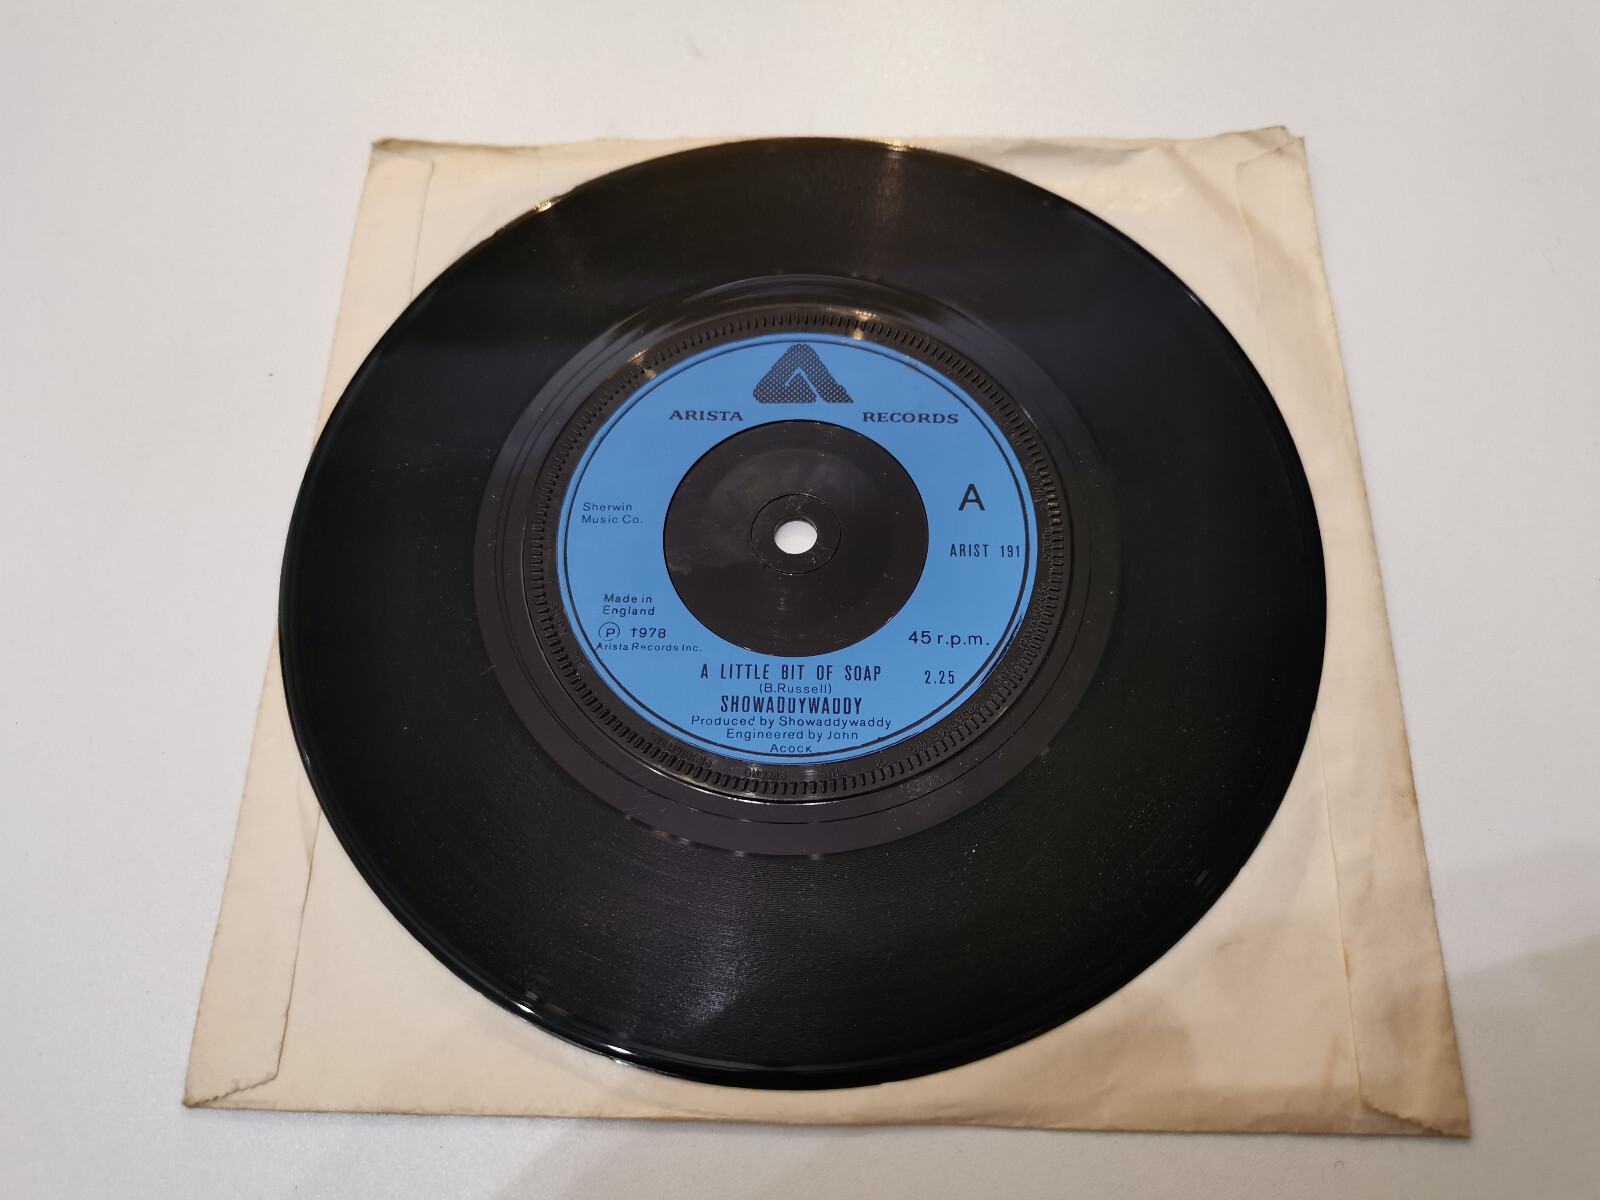 ARISTA RECORDS
A
Sherwin
Music Co.
ARIST 191
Made in
England
Ⓟ 1978
Arista Records Inc.
45 r.p.m.
A LITTLE BIT OF SOAP
2.25
(B.Russell)
SHOWADDYWADDY
Produced by Showaddywaddy
Engineered by John
Acock